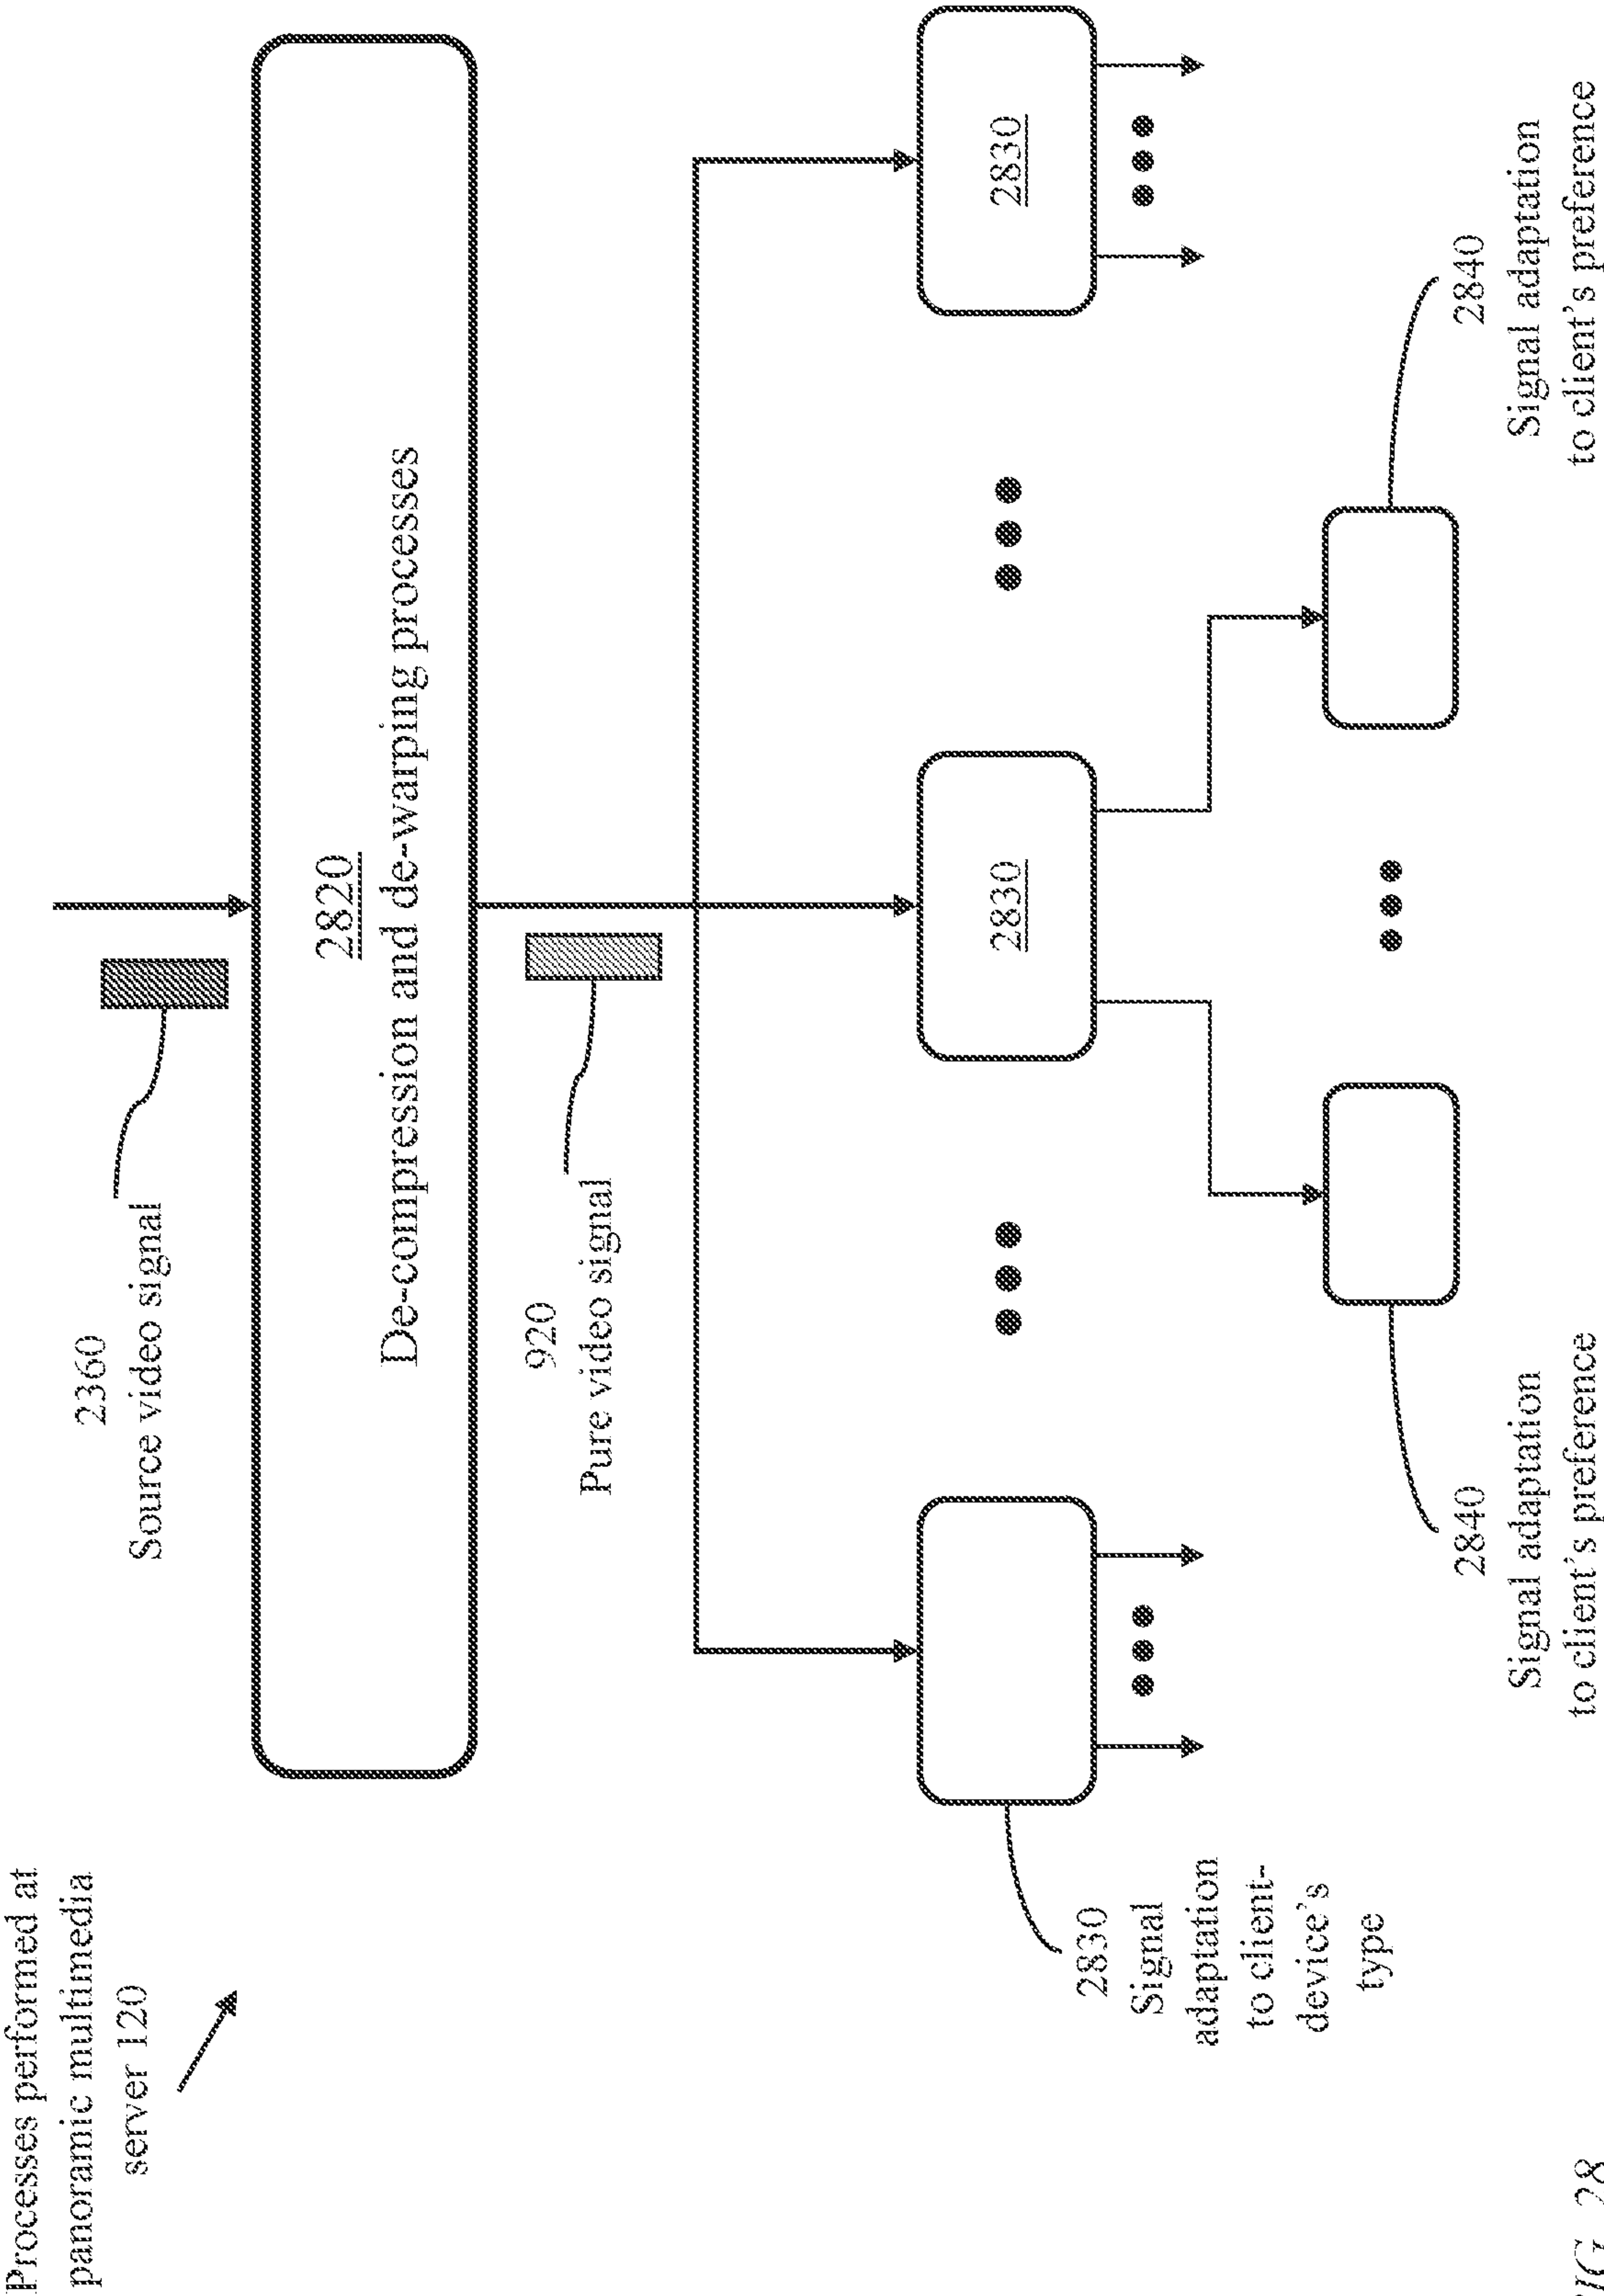 Processes performed at
panoramic multimedia
server 120
2360
Source video signal
2820
De-compression and de-warping processes
920
Pure video signal
2830
Signal
adaptation
to client-
device's
type
2830
2830
2840
Signal adaptation
to client's preference
2840
Signal adaptation
to client's preference
FIG. 28